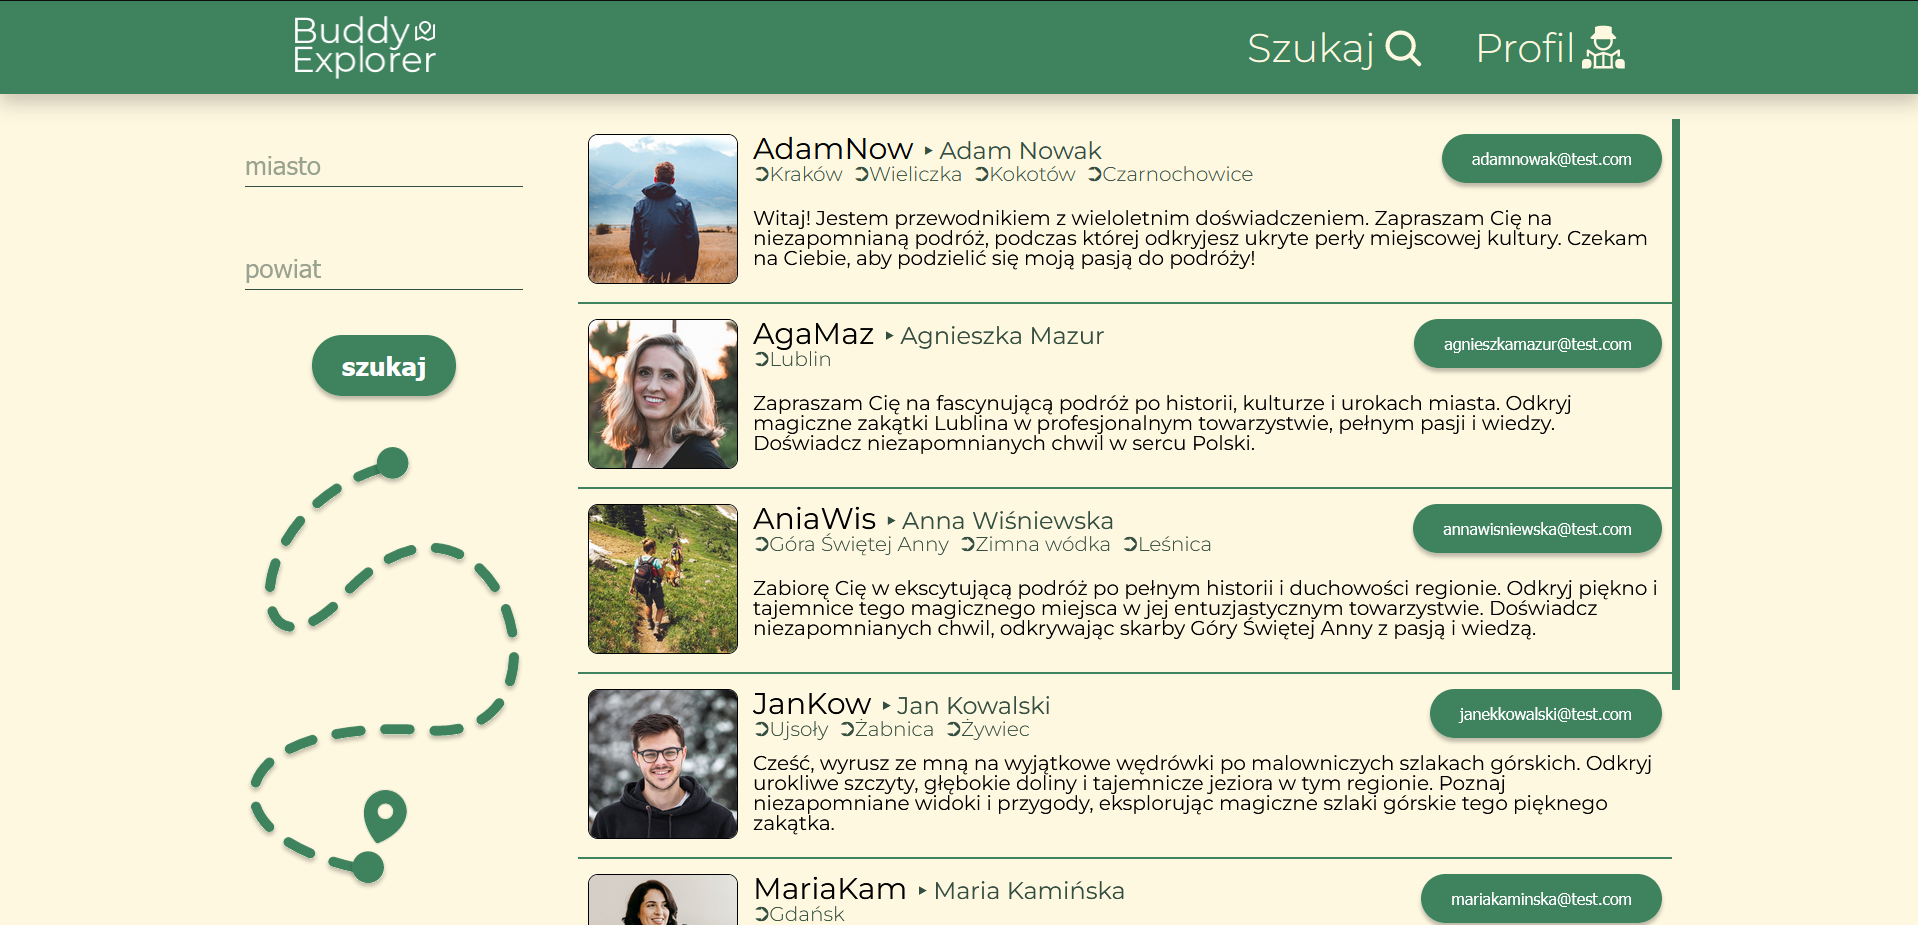 Buddy
Explorer
Szukaj
Profil
miasto
powiat
szukaj
AdamNow ‣ Adam Nowak
➲Kraków ➲Wieliczka ➲Kokotów ➲Czarnochowice
adamnowak@test.com
Witaj! Jestem przewodnikiem z wieloletnim doświadczeniem. Zapraszam Cię na
niezapomnianą podróż, podczas której odkryjesz ukryte perły miejscowej kultury. Czekam
na Ciebie, aby podzielić się moją pasją do podróży!
AgaMaz ‣ Agnieszka Mazur
➲Lublin
agnieszkamazur@test.com
Zapraszam Cię na fascynującą podróż po historii, kulturze i urokach miasta. Odkryj
magiczne zakątki Lublina w profesjonalnym towarzystwie, pełnym pasji i wiedzy.
Doświadcz niezapomnianych chwil w sercu Polski.
AniaWis ‣ Anna Wiśniewska
➲Góra Świętej Anny ➲Zimna wódka ➲Leśnica
annawisniewska@test.com
Zabiorę Cię w ekscytującą podróż po pełnym historii i duchowości regionie. Odkryj piękno i
tajemnice tego magicznego miejsca w jej entuzjastycznym towarzystwie. Doświadcz
niezapomnianych chwil, odkrywając skarby Góry Świętej Anny z pasją i wiedzą.
JanKow ‣ Jan Kowalski
➲Ujsoły ➲Żabnica ➲Żywiec
janekkowalski@test.com
Cześć, wyrusz ze mną na wyjątkowe wędrówki po malowniczych szlakach górskich. Odkryj
urokliwe szczyty, głębokie doliny i tajemnicze jeziora w tym regionie. Poznaj
niezapomniane widoki i przygody, eksplorując magiczne szlaki górskie tego pięknego
zakątka.
MariaKam ‣ Maria Kamińska
➲Gdańsk
mariakaminska@test.com